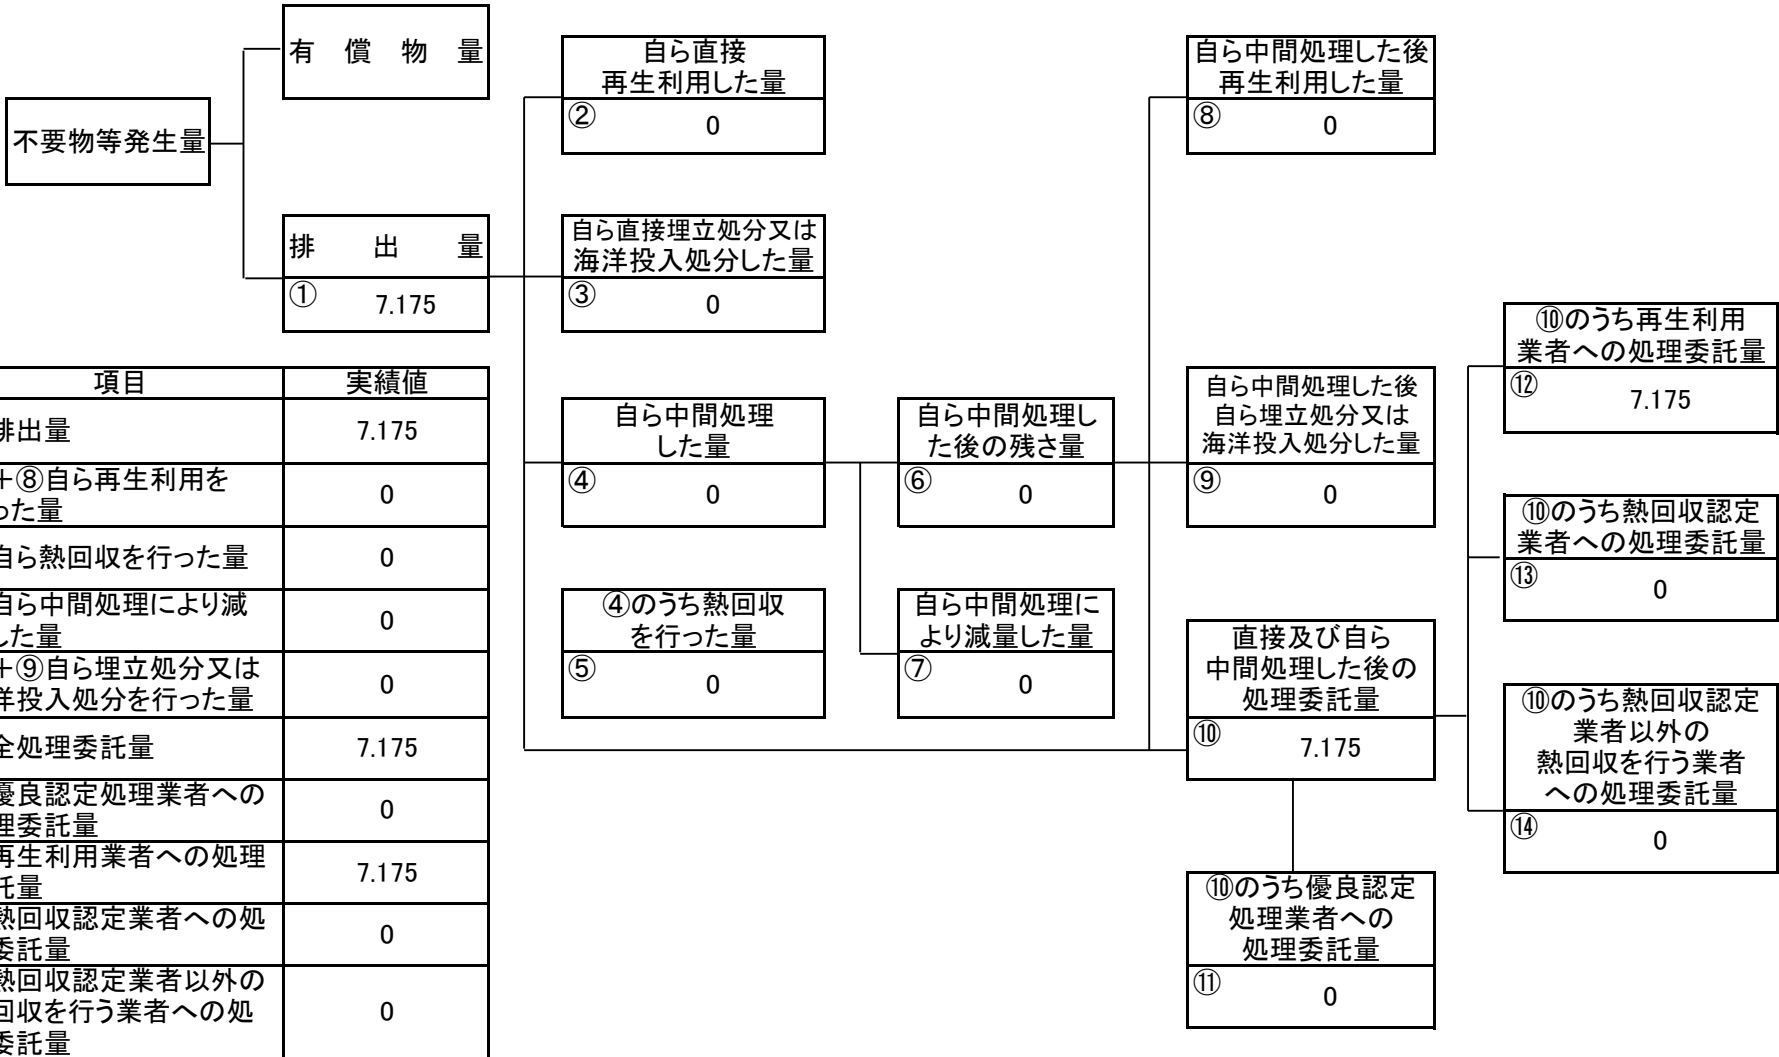 有 償 物 量
不要物等発生量
排 出 量
① 7.175
自ら直接
再生利用した量
② 0
自ら直接埋立処分又は
海洋投入処分した量
③ 0
自ら中間処理
した量
④ 0
④のうち熱回収
を行った量
⑤ 0
自ら中間処理し
た後の残さ量
⑥ 0
自ら中間処理に
より減量した量
⑦ 0
自ら中間処理した後
再生利用した量
⑧ 0
自ら中間処理した後
自ら埋立処分又は
海洋投入処分した量
⑨ 0
直接及び自ら
中間処理した後の
処理委託量
⑩ 7.175
⑩のうち優良認定
処理業者への
処理委託量
⑪ 0
⑩のうち再生利用
業者への処理委託量
⑫ 7.175
⑩のうち熱回収認定
業者への処理委託量
⑬ 0
⑩のうち熱回収認定
業者以外の
熱回収を行う業者
への処理委託量
⑭ 0
項目 実績値
排出量 7.175
+⑧自ら再生利用を
った量 0
自ら熱回収を行った量 0
自ら中間処理により減
した量 0
+⑨自ら埋立処分又は
洋投入処分を行った量 0
全処理委託量 7.175
優良認定処理業者への
理委託量 0
再生利用業者への処理
託量 7.175
熱回収認定業者への処
委託量 0
熱回収認定業者以外の
回収を行う業者への処
委託量 0